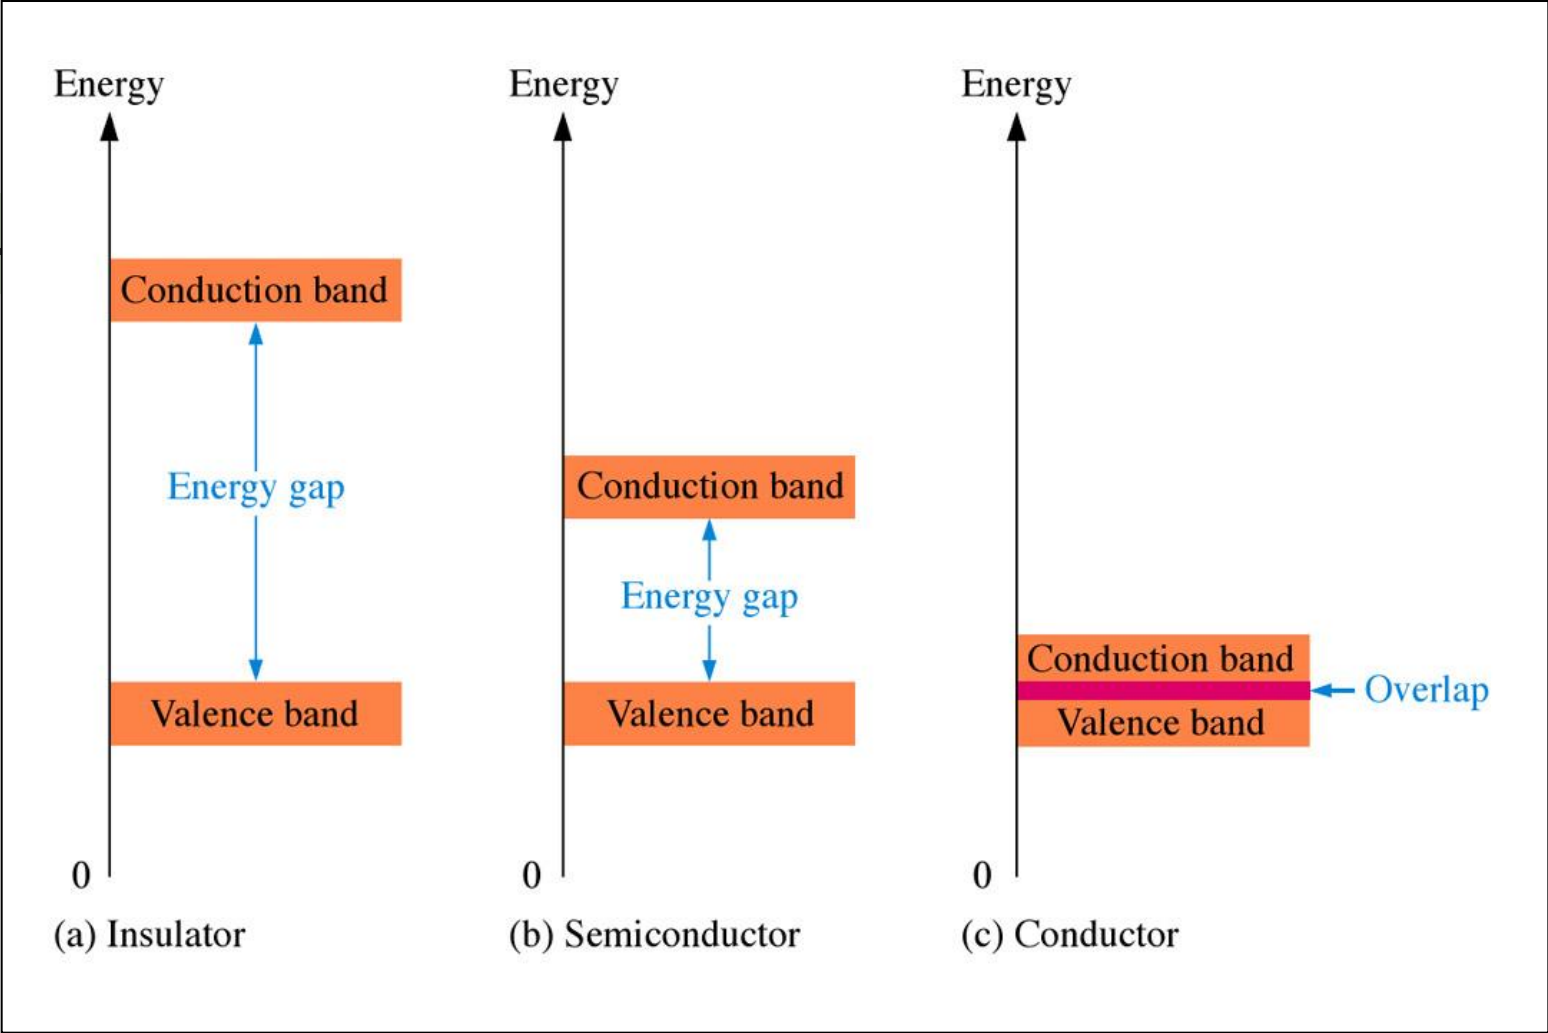 Energy
Conduction band
Energy gap
Valence band
0
(a) Insulator
Energy
Conduction band
Energy gap
Valence band
0
(b) Semiconductor
Energy
Conduction band
Overlap
Valence band
0
(c) Conductor